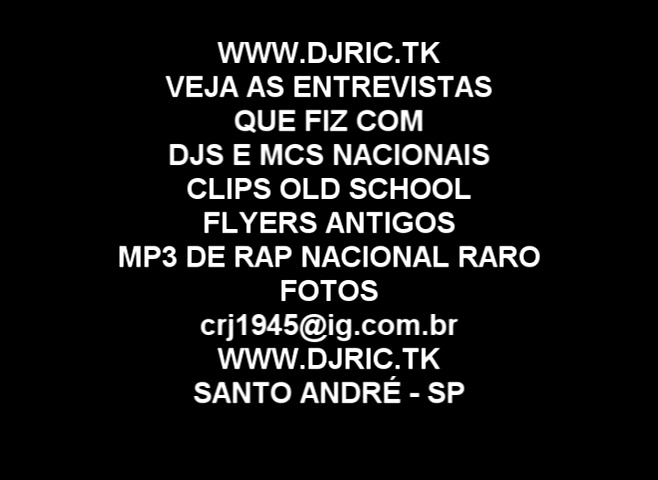 WWW.DJRIC.TK
VEJA AS ENTREVISTAS
QUE FIZ COM
DJS E MCS NACIONAIS
CLIPS OLD SCHOOL
FLYERS ANTIGOS
MP3 DE RAP NACIONAL RARO
FOTOS
crj1945@ig.com.br
WWW.DJRIC.TK
SANTO ANDRÉ - SP